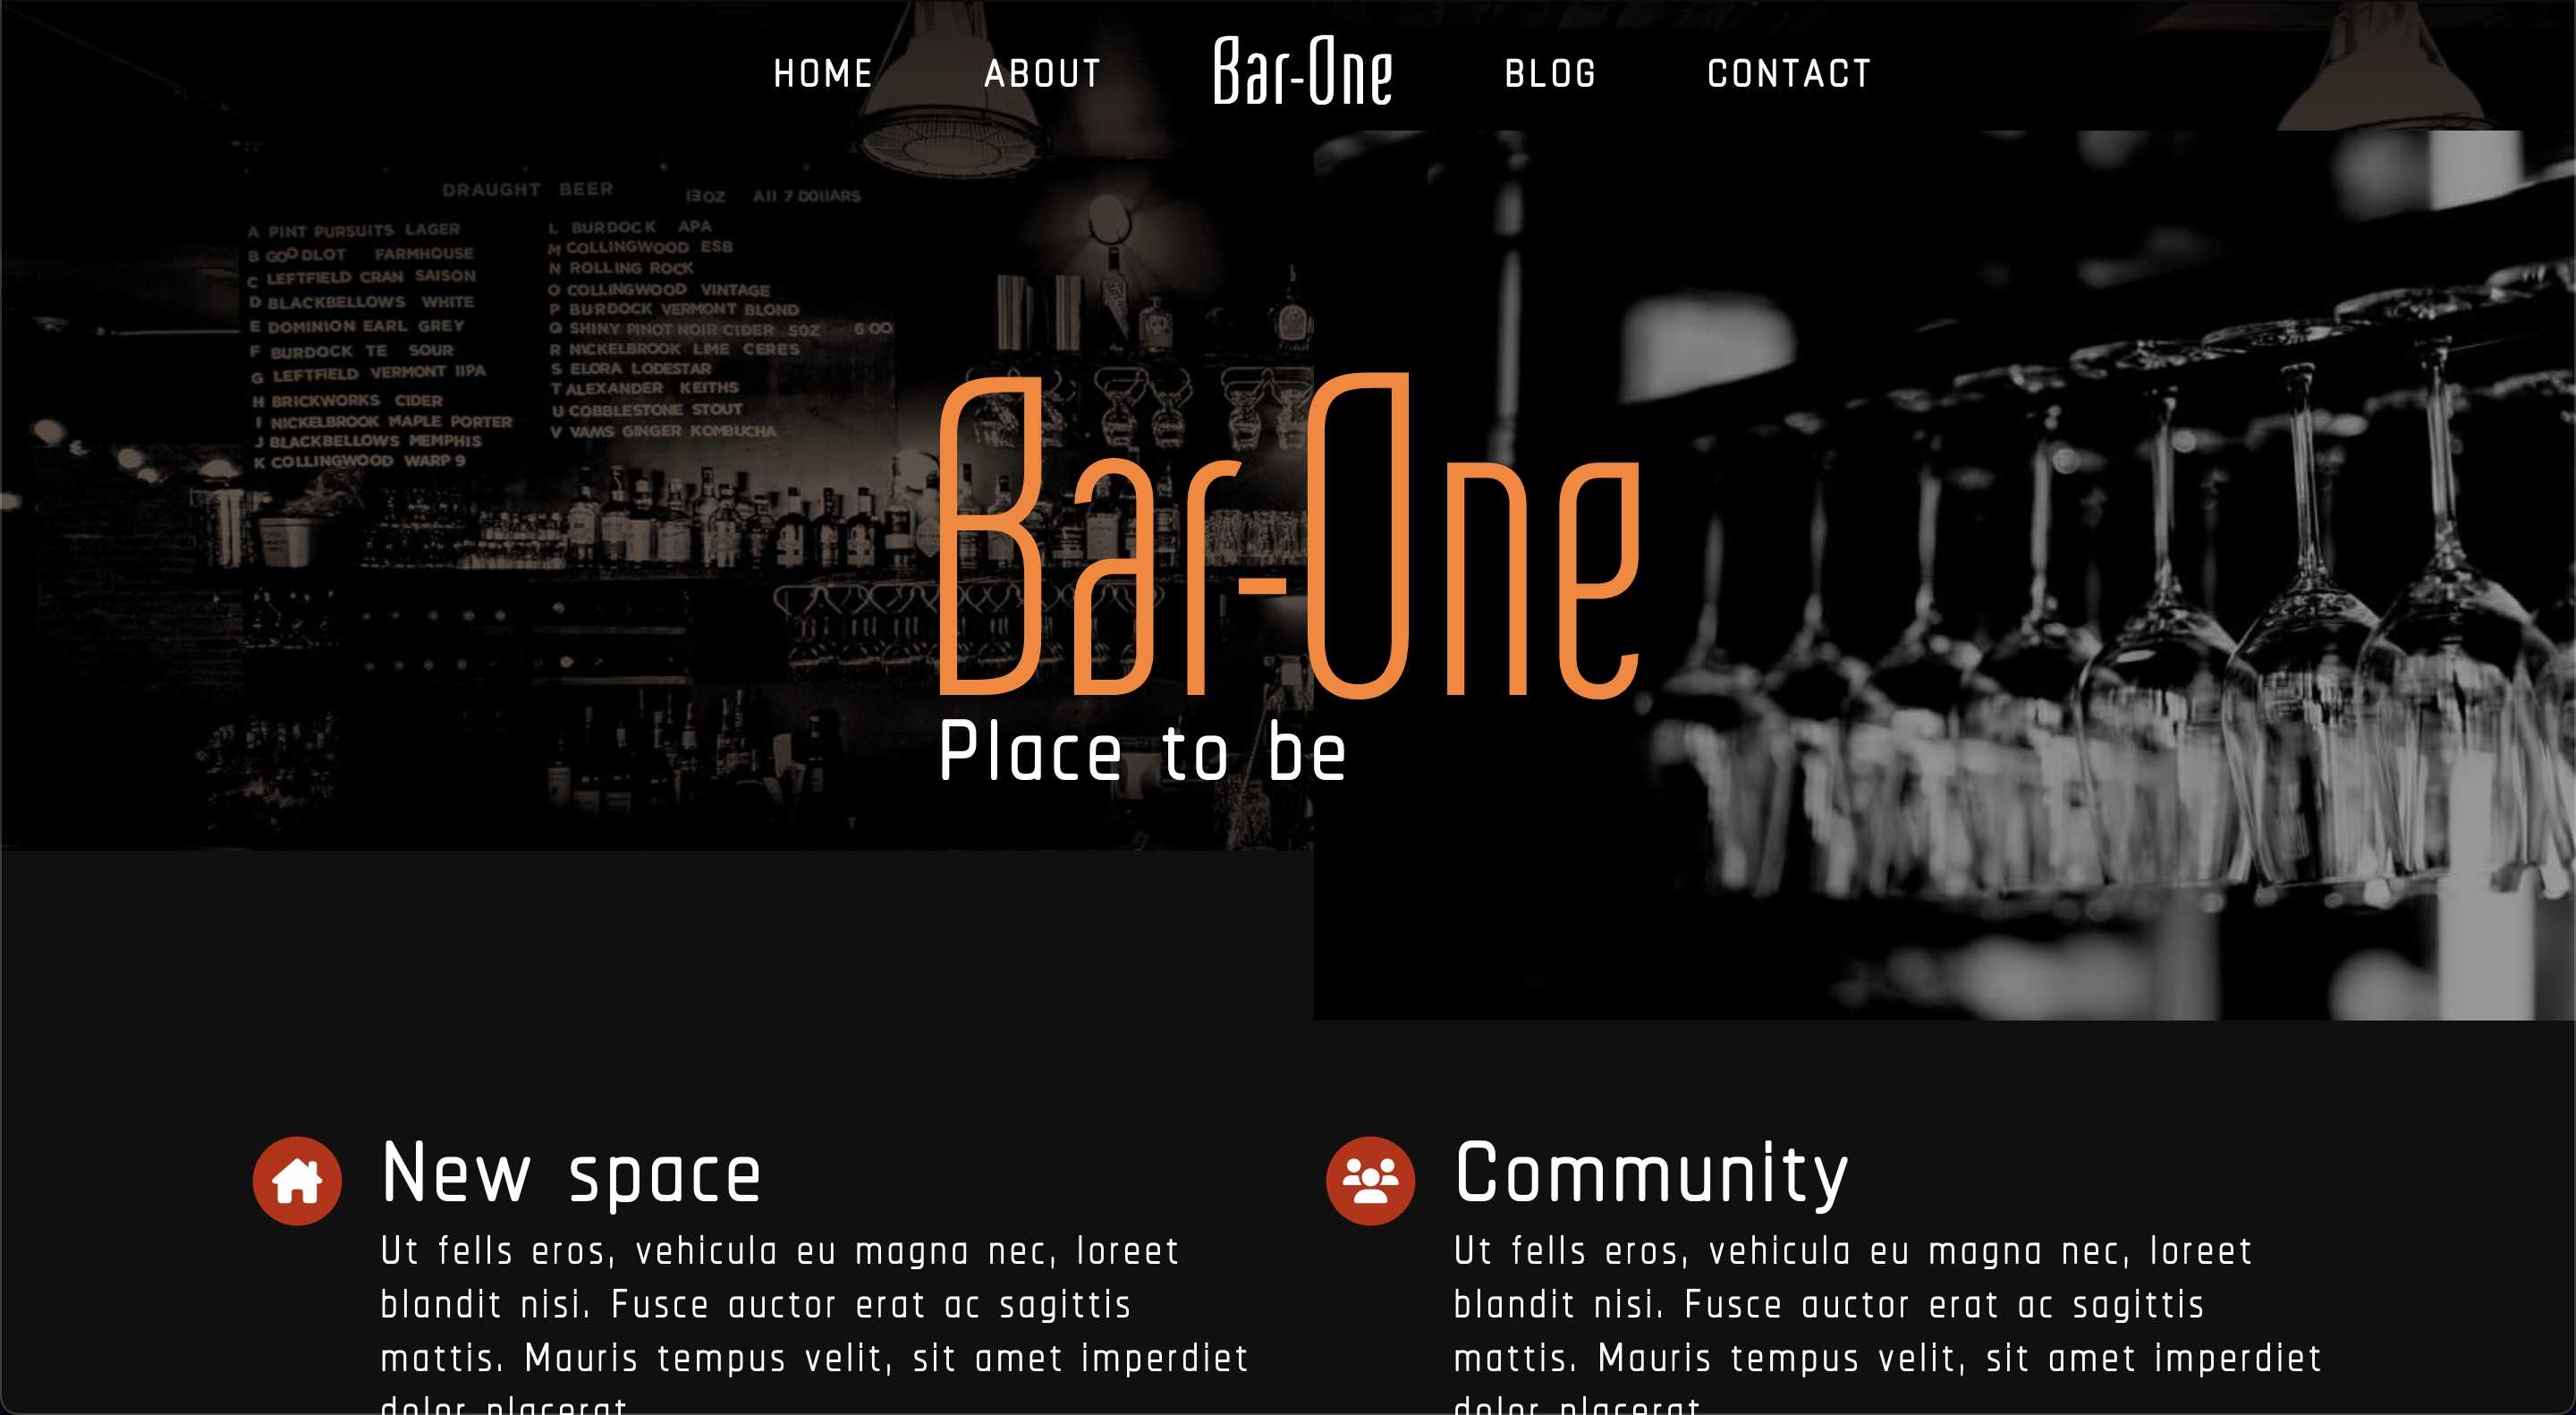 HOME ABOUT Bar-One BLOG CONTACT
DRAUGHT BEER 13OZ All 7 DOllARS
A PINT PURSUITS LAGER
B GOODLOT FARMHOUSE
C LEFTFIELD CRAN SAISON
D BLACKBELLOWS WHITE
E DOMINION EARL GREY
F BURDOCK TE SOUR
G LEFTFIELD VERMONT IIPA
H BRICKWORKS CIDER
I NICKELBROOK MAPLE PORTER
J BLACKBELLOWS MEMPHIS
K COLLINGWOOD WARP 9
L BURDOCK APA
M COLLINGWOOD ESB
N ROLLING ROCK
O COLLINGWOOD VINTAGE
P BURDOCK VERMONT BLOND
Q SHINY PINOT NOIR CIDER 5OZ 6 00
R NICKELBROOK LIME CERES
S ELORA LODESTAR
T ALEXANDER KEITHS
U COBBLESTONE STOUT
V VAMS GINGER KOMBUCHA
Bar-One
Place to be
New space
Ut fells eros, vehicula eu magna nec, loreet
blandit nisi. Fusce auctor erat ac sagittis
mattis. Mauris tempus velit, sit amet imperdiet
dolor placerat
Community
Ut fells eros, vehicula eu magna nec, loreet
blandit nisi. Fusce auctor erat ac sagittis
mattis. Mauris tempus velit, sit amet imperdiet
dolor placerat